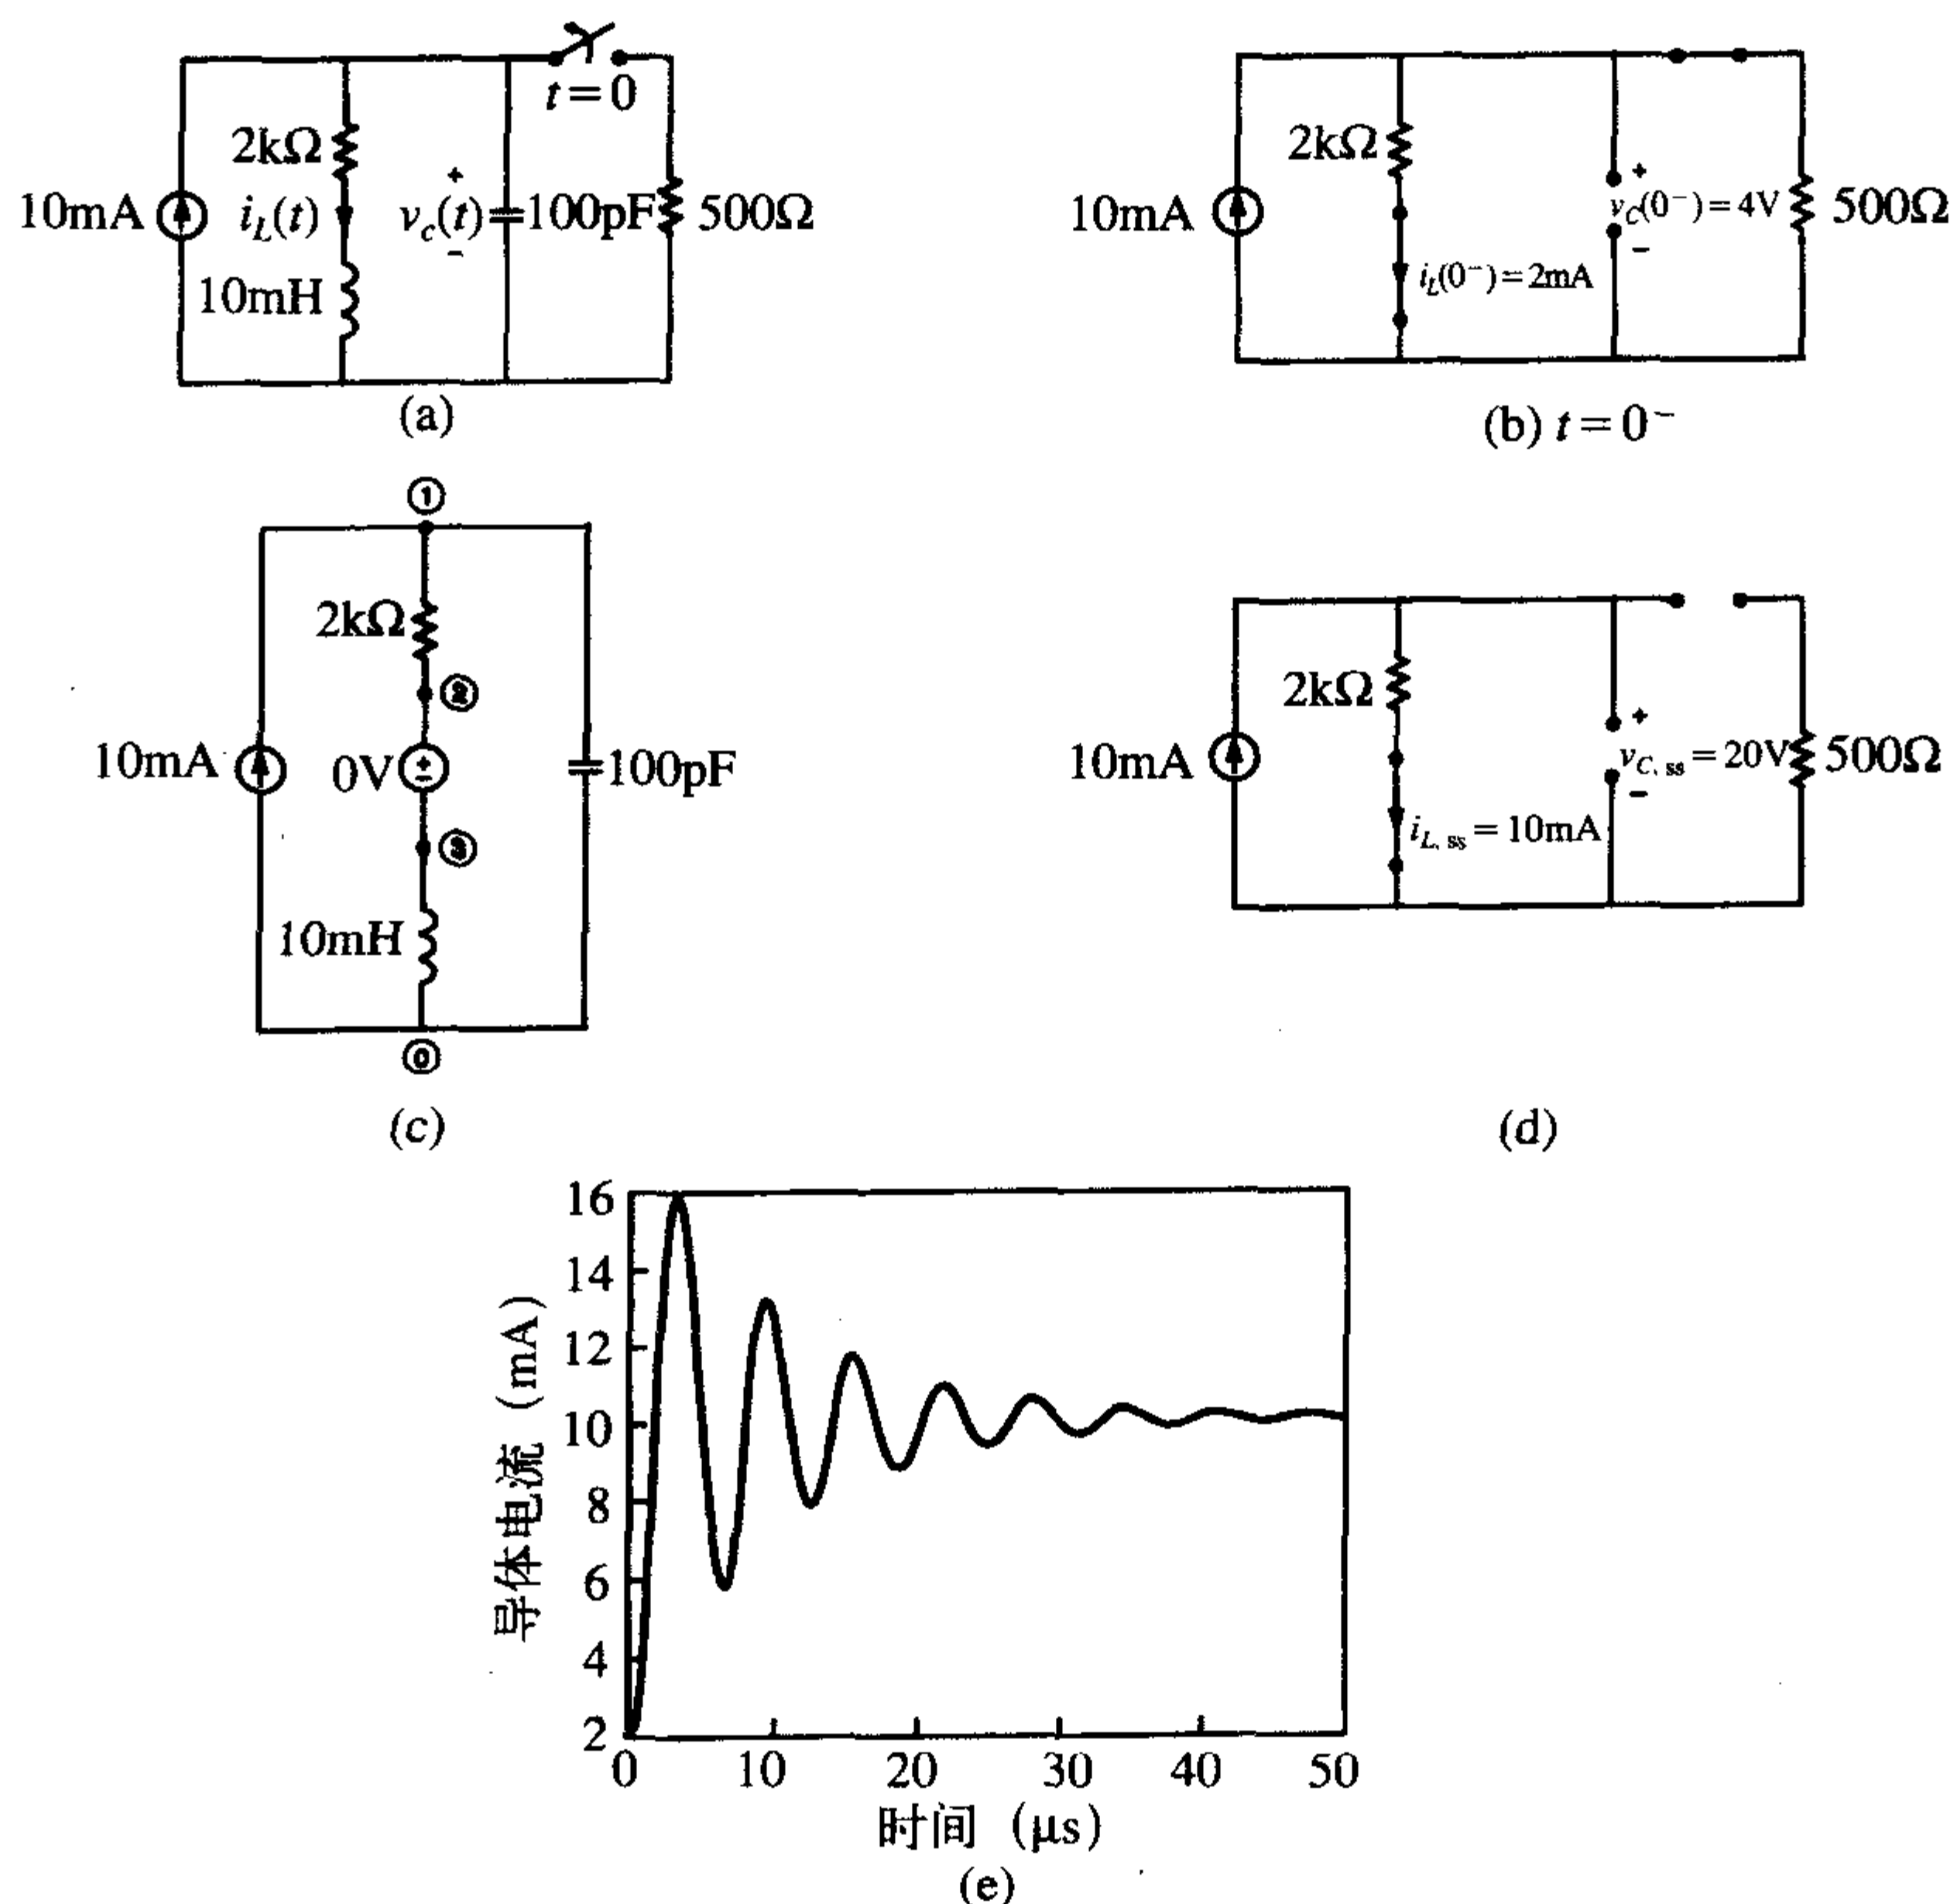 t=0
2kΩ
10mA
i_L(t)
+
v_c(t)
-
100pF
500Ω
10mH
(a)
2kΩ
10mA
+
v_C(0⁻)=4V
-
500Ω
i_L(0⁻)=2mA
(b) t=0⁻
①
2kΩ
②
10mA
0V
+
-
100pF
③
10mH
⓪
(c)
2kΩ
10mA
+
v_C, ss=20V
-
500Ω
i_L, ss=10mA
(d)
导体电流 (mA)
16
14
12
10
8
6
4
2
0 10 20 30 40 50
时间 (μs)
(e)